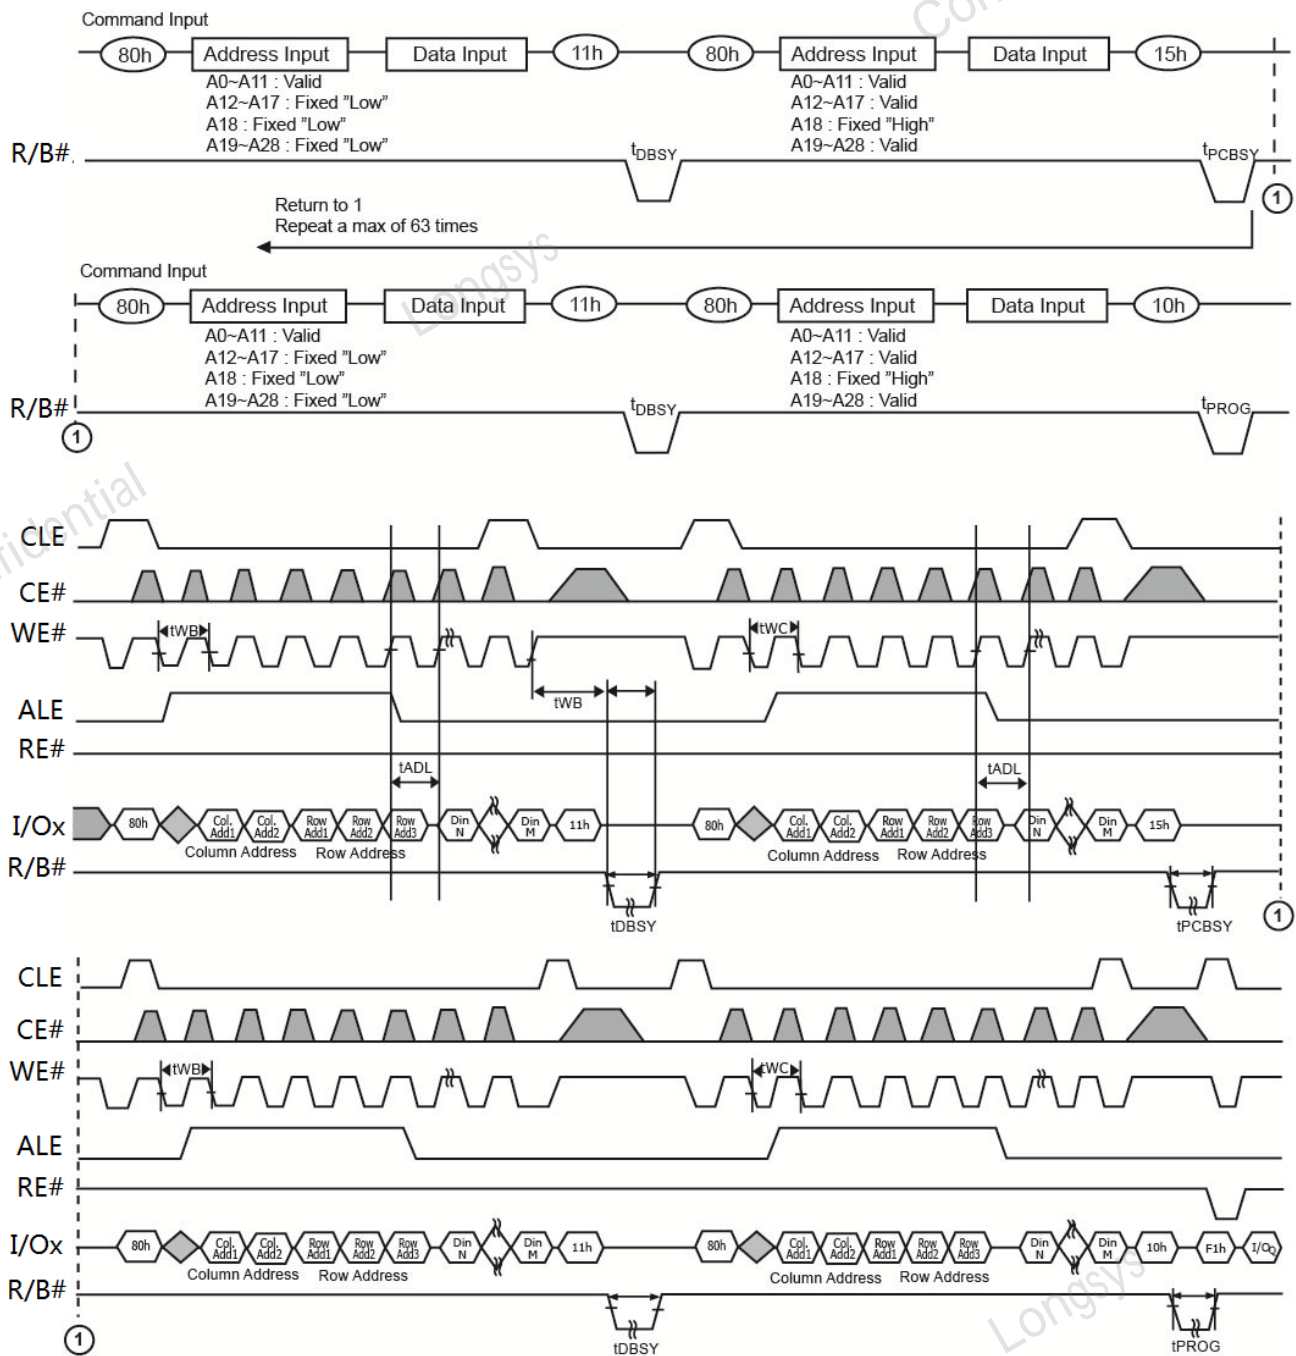 Command Input
80h Address Input Data Input 11h 80h Address Input Data Input 15h
A0~A11 : Valid A0~A11 : Valid
A12~A17 : Fixed "Low" A12~A17 : Valid
A18 : Fixed "Low" A18 : Fixed "High"
A19~A28 : Fixed "Low" A19~A28 : Valid
R/B# tDBSY tPCBSY
1
Return to 1
Repeat a max of 63 times
Longsys
Command Input
80h Address Input Data Input 11h 80h Address Input Data Input 10h
A0~A11 : Valid A0~A11 : Valid
A12~A17 : Fixed "Low" A12~A17 : Valid
A18 : Fixed "Low" A18 : Fixed "High"
A19~A28 : Fixed "Low" A19~A28 : Valid
R/B# tDBSY tPROG
1
CLE
CE#
WE# tWB tWC
tWB
ALE
RE#
tADL tADL
I/Ox 80h Col. Add1 Col. Add2 Row Add1 Row Add2 Row Add3 Din N Din M 11h 80h Col. Add1 Col. Add2 Row Add1 Row Add2 Row Add3 Din N Din M 15h
Column Address Row Address Column Address Row Address
R/B#
tDBSY tPCBSY
1
CLE
CE#
WE# tWB tWC
ALE
RE#
I/Ox 80h Col. Add1 Col. Add2 Row Add1 Row Add2 Row Add3 Din N Din M 11h 80h Col. Add1 Col. Add2 Row Add1 Row Add2 Row Add3 Din N Din M 10h F1h I/O0
Column Address Row Address Column Address Row Address
R/B#
tDBSY tPROG
1
Longsys